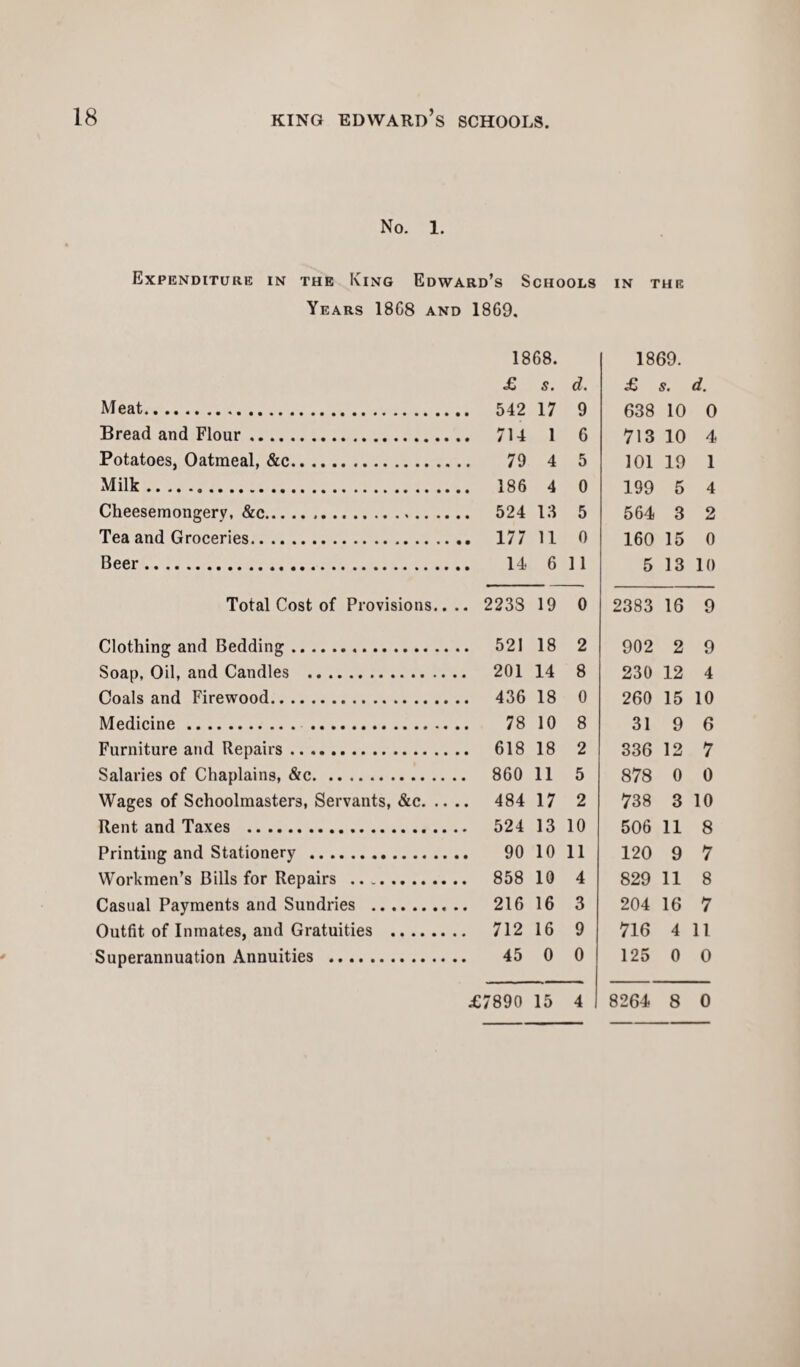 18 KING EDWARD'S SCHOOLS.
No. 1.
EXPENDITURE IN THE KING EDWARD'S SCHOOLS IN THE
YEARS 1868 AND 1869.
1868. 1869.
£ s. d. £ s. d.
Meat.......................... 542 17 9 638 10 0
Bread and Flour .......................... 714 1 6 713 10 4
Potatoes, Oatmeal, &c.......................... 79 4 5 101 19 1
Milk .......................... 186 4 0 199 5 4
Cheesemongery, &c.......................... 524 13 5 564 3 2
Tea and Groceries.......................... 177 11 0 160 15 0
Beer .......................... 14 6 11 5 13 10
Total Cost of Provisions.... 2238 19 0 2383 16 9
Clothing and Bedding .......................... 521 18 2 902 2 9
Soap, Oil, and Candles .......................... 201 14 8 230 12 4
Coals and Firewood.......................... 436 18 0 260 15 10
Medicine .......................... 78 10 8 31 9 6
Furniture and Repairs .......................... 618 18 2 336 12 7
Salaries of Chaplains, &c. .......................... 860 11 5 878 0 0
Wages of Schoolmasters, Servants, &c. .... 484 17 2 738 3 10
Rent and Taxes .......................... 524 13 10 506 11 8
Printing and Stationery .......................... 90 10 11 120 9 7
Workmen's Bills for Repairs .............. 858 10 4 829 11 8
Casual Payments and Sundries ............ 216 16 3 204 16 7
Outfit of Inmates, and Gratuities .......... 712 16 9 716 4 11
Superannuation Annuities ................ 45 0 0 125 0 0
£7890 15 4 8264 8 0